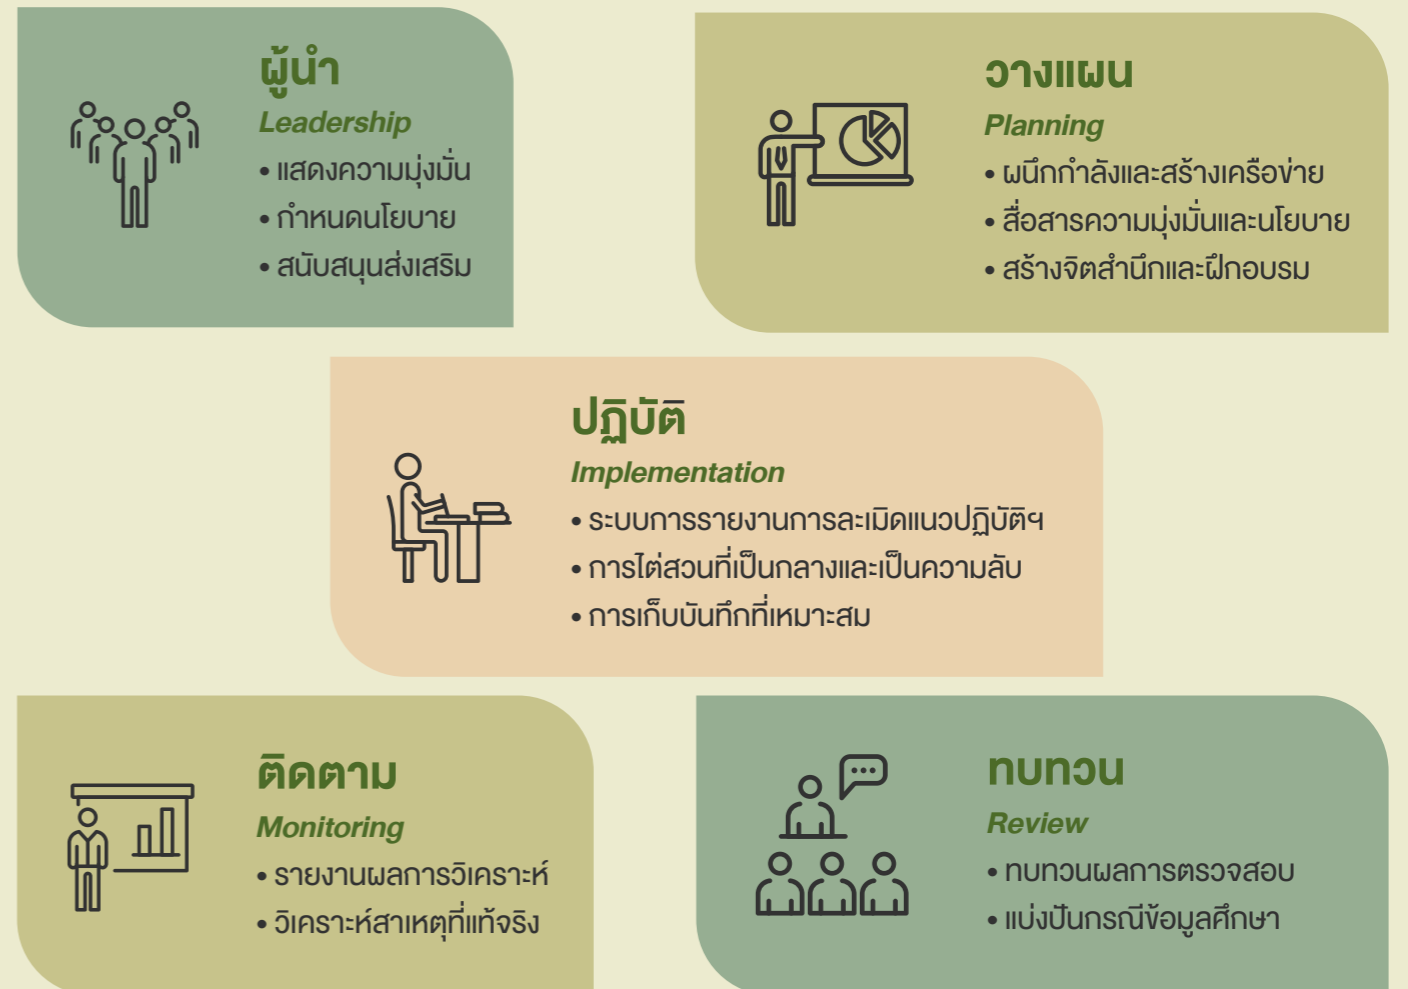 ผู้นำ
Leadership
• แสดงความมุ่งมั่น
• กำหนดนโยบาย
• สนับสนุนส่งเสริม
วางแผน
Planning
• ผนึกกำลังและสร้างเครือข่าย
• สื่อสารความมุ่งมั่นและนโยบาย
• สร้างจิตสำนึกและฝึกอบรม
ปฏิบัติ
Implementation
• ระบบการรายงานการละเมิดแนวปฏิบัติฯ
• การไต่สวนที่เป็นกลางและเป็นความลับ
• การเก็บบันทึกที่เหมาะสม
ติดตาม
Monitoring
• รายงานผลการวิเคราะห์
• วิเคราะห์สาเหตุที่แท้จริง
ทบทวน
Review
• ทบทวนผลการตรวจสอบ
• แบ่งปันกรณีข้อมูลศึกษา